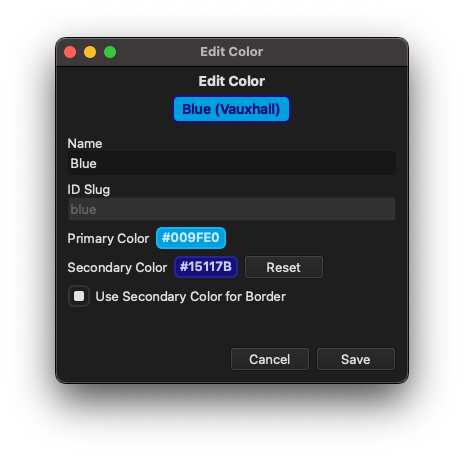 Edit Color
Edit Color
Blue (Vauxhall)
Name
Blue
ID Slug
blue
Primary Color #009FE0
Secondary Color #15117B Reset
Use Secondary Color for Border
Cancel Save